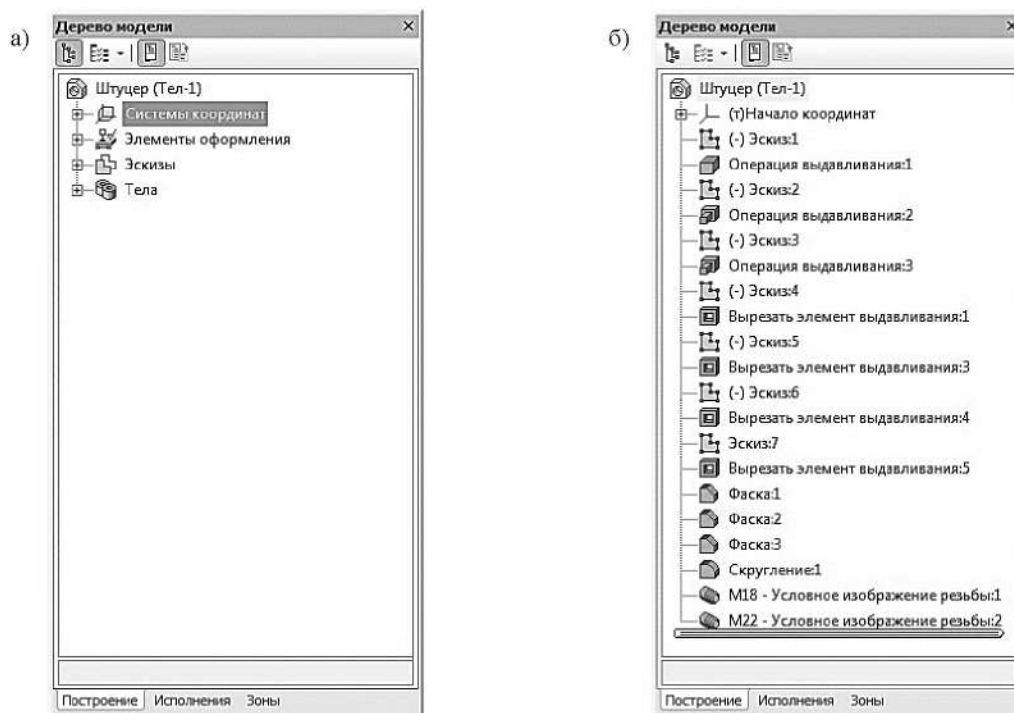 а)
Дерево модели
Штуцер (Тел-1)
Системы координат
Элементы оформления
Эскизы
Тела
Построение Исполнения Зоны
б)
Дерево модели
Штуцер (Тел-1)
(т)Начало координат
(-) Эскиз:1
Операция выдавливания:1
(-) Эскиз:2
Операция выдавливания:2
(-) Эскиз:3
Операция выдавливания:3
(-) Эскиз:4
Вырезать элемент выдавливания:1
(-) Эскиз:5
Вырезать элемент выдавливания:3
(-) Эскиз:6
Вырезать элемент выдавливания:4
Эскиз:7
Вырезать элемент выдавливания:5
Фаска:1
Фаска:2
Фаска:3
Скругление:1
М18 - Условное изображение резьбы:1
М22 - Условное изображение резьбы:2
Построение Исполнения Зоны